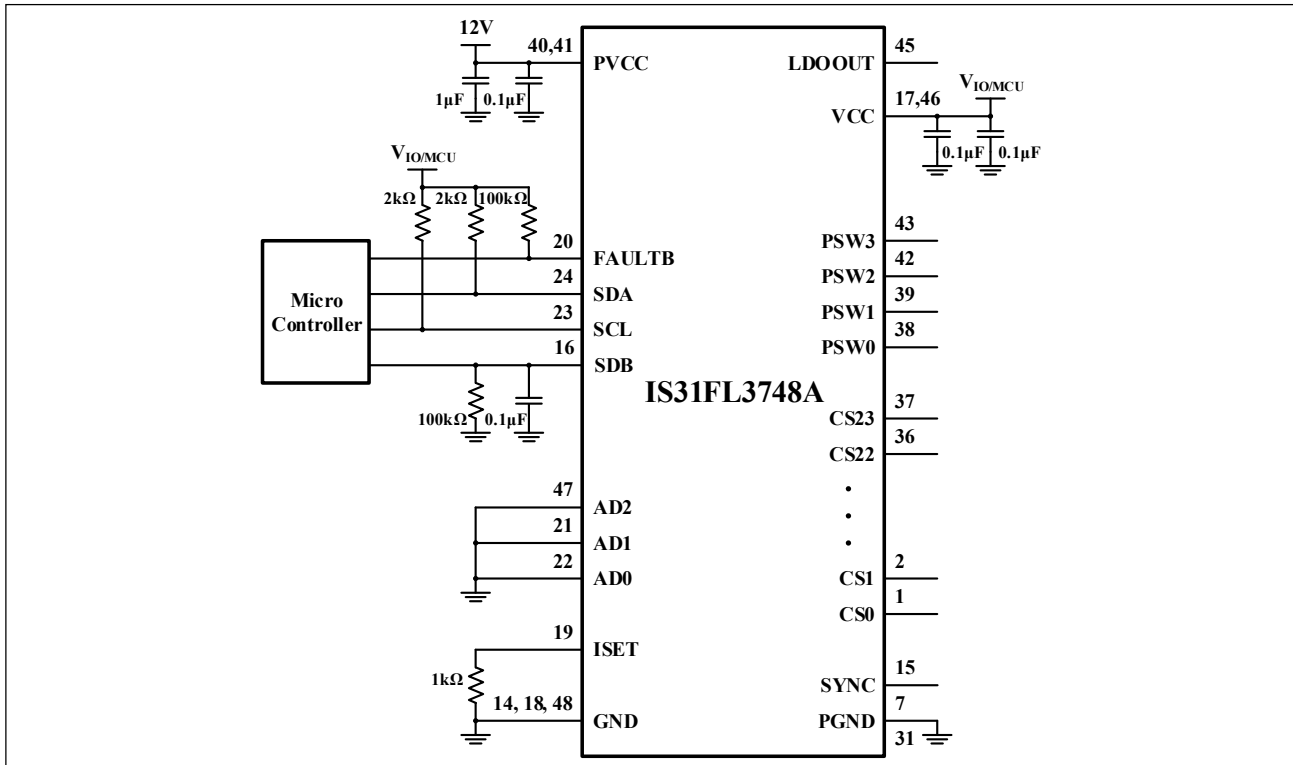 12V
40,41
PVCC
1µF
0.1µF
LDOOUT
45
VIO/MCU
17,46
VCC
0.1µF
0.1µF
VIO/MCU
2kΩ
2kΩ
100kΩ
20
FAULTB
24
SDA
23
SCL
16
SDB
Micro
Controller
100kΩ
0.1µF
IS31FL3748A
43
PSW3
42
PSW2
39
PSW1
38
PSW0
37
CS23
36
CS22
47
AD2
21
AD1
22
AD0
2
CS1
1
CS0
19
ISET
1kΩ
14, 18, 48
GND
15
SYNC
7
PGND
31